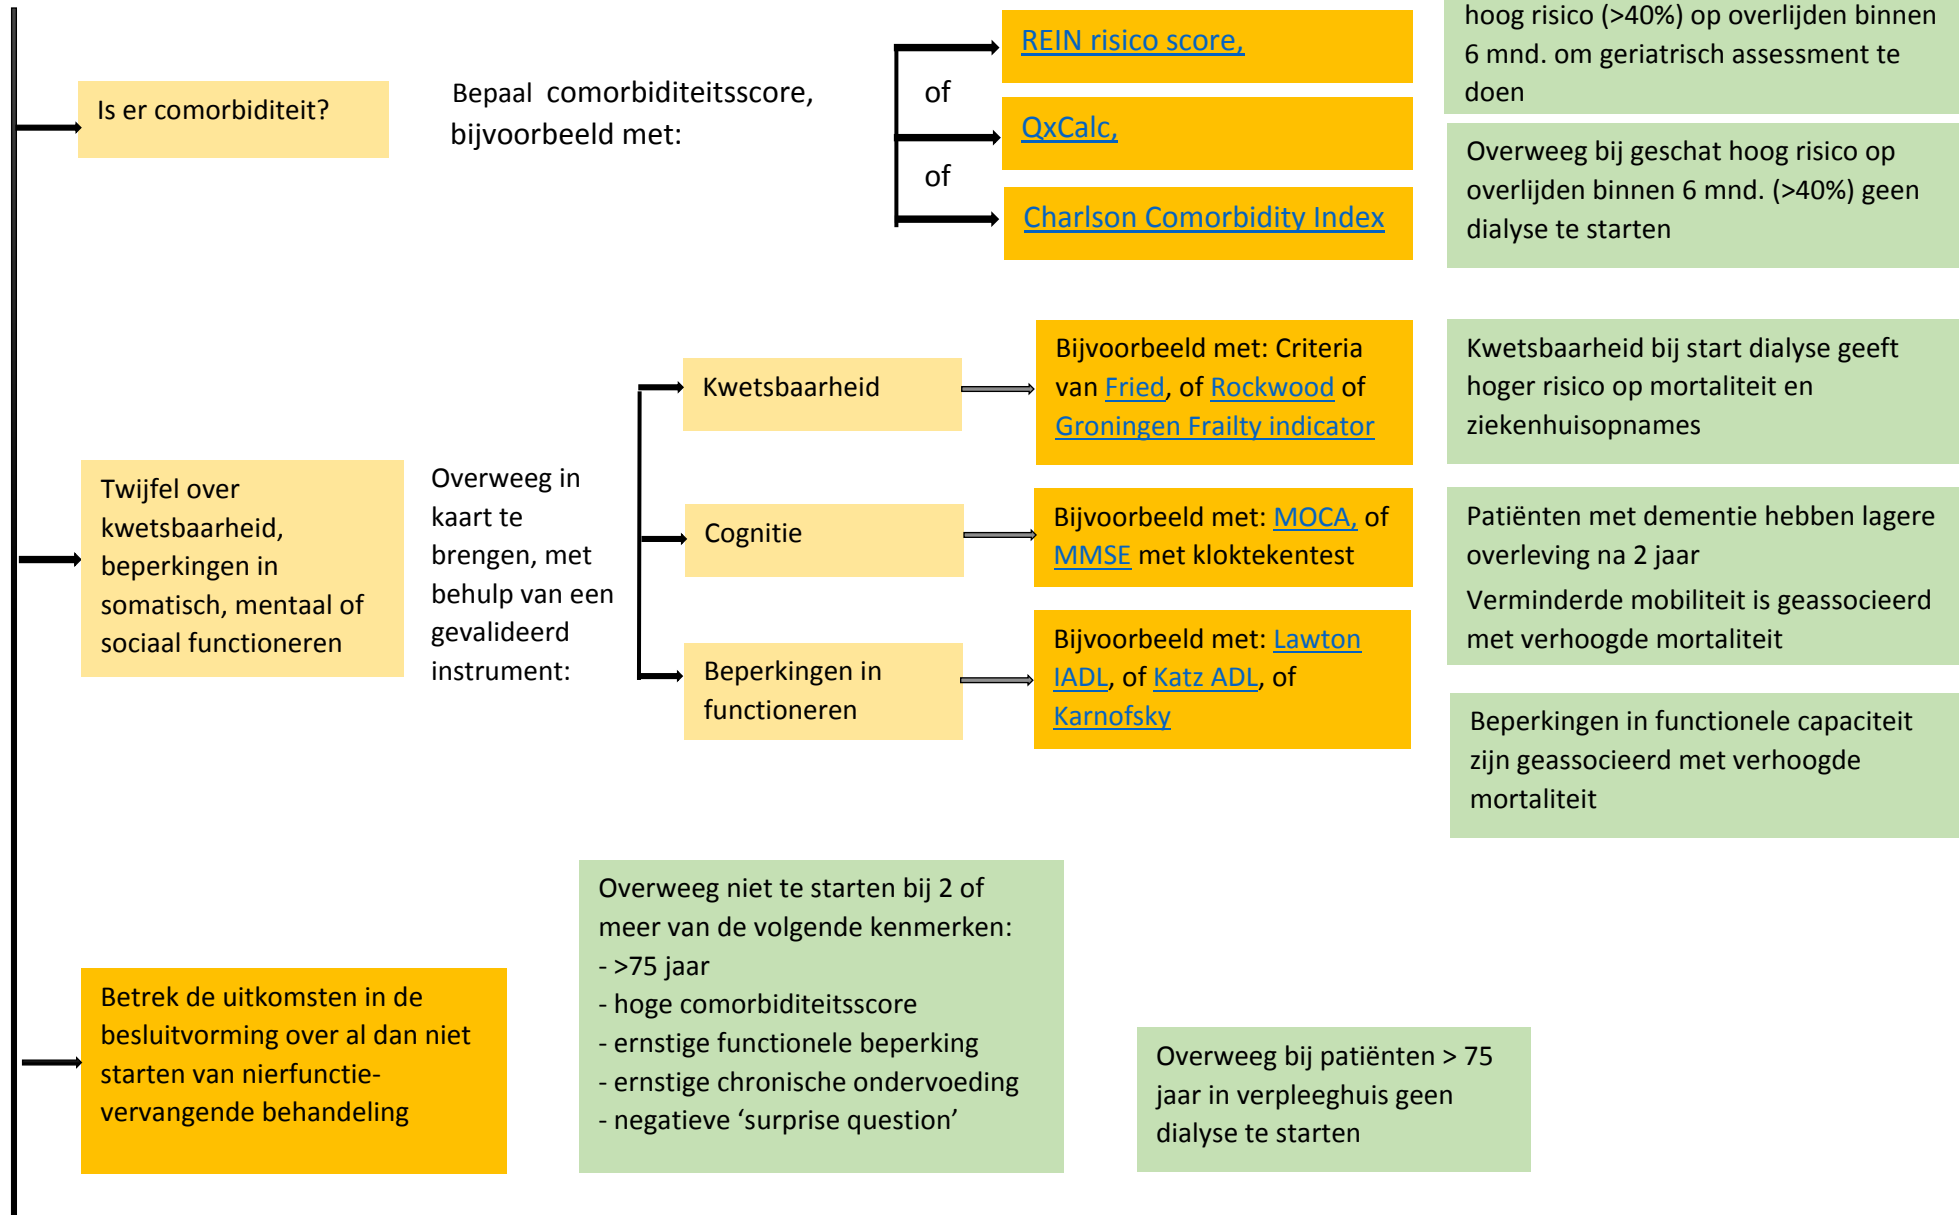 Is er comorbiditeit?
Bepaal comorbiditeitsscore,
bijvoorbeeld met:
REIN risico score,
of
QxCalc,
of
Charlson Comorbidity Index
hoog risico (>40%) op overlijden binnen
6 mnd. om geriatrisch assessment te
doen
Overweeg bij geschat hoog risico op
overlijden binnen 6 mnd. (>40%) geen
dialyse te starten
Twijfel over
kwetsbaarheid,
beperkingen in
somatisch, mentaal of
sociaal functioneren
Overweeg in
kaart te
brengen, met
behulp van een
gevalideerd
instrument:
Kwetsbaarheid
Bijvoorbeeld met: Criteria
van Fried, of Rockwood of
Groningen Frailty indicator
Kwetsbaarheid bij start dialyse geeft
hoger risico op mortaliteit en
ziekenhuisopnames
Cognitie
Bijvoorbeeld met: MOCA, of
MMSE met kloktekentest
Patiënten met dementie hebben lagere
overleving na 2 jaar
Verminderde mobiliteit is geassocieerd
met verhoogde mortaliteit
Beperkingen in
functioneren
Bijvoorbeeld met: Lawton
IADL, of Katz ADL, of
Karnofsky
Beperkingen in functionele capaciteit
zijn geassocieerd met verhoogde
mortaliteit
Betrek de uitkomsten in de
besluitvorming over al dan niet
starten van nierfunctie-
vervangende behandeling
Overweeg niet te starten bij 2 of
meer van de volgende kenmerken:
- >75 jaar
- hoge comorbiditeitsscore
- ernstige functionele beperking
- ernstige chronische ondervoeding
- negatieve ‘surprise question’
Overweeg bij patiënten > 75
jaar in verpleeghuis geen
dialyse te starten